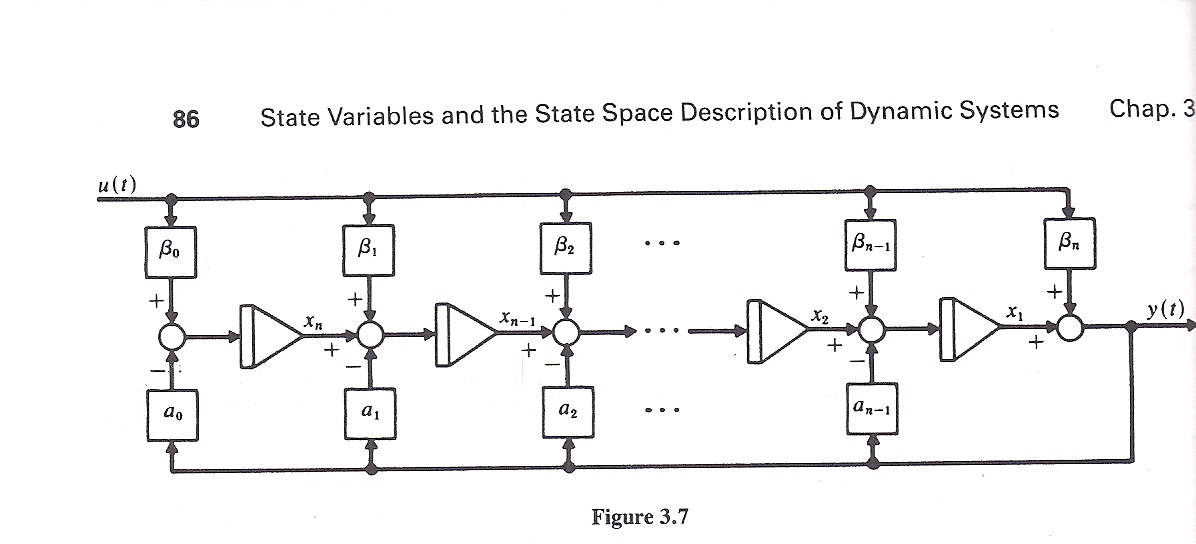 86 State Variables and the State Space Description of Dynamic Systems Chap. 3
u(t)
β₀ β₁ β₂ . . . βₙ₋₁ βₙ
+ + + + +
xₙ xₙ₋₁ . . . x₂ x₁ y(t)
+ + + +
− − − −
a₀ a₁ a₂ . . . aₙ₋₁
Figure 3.7